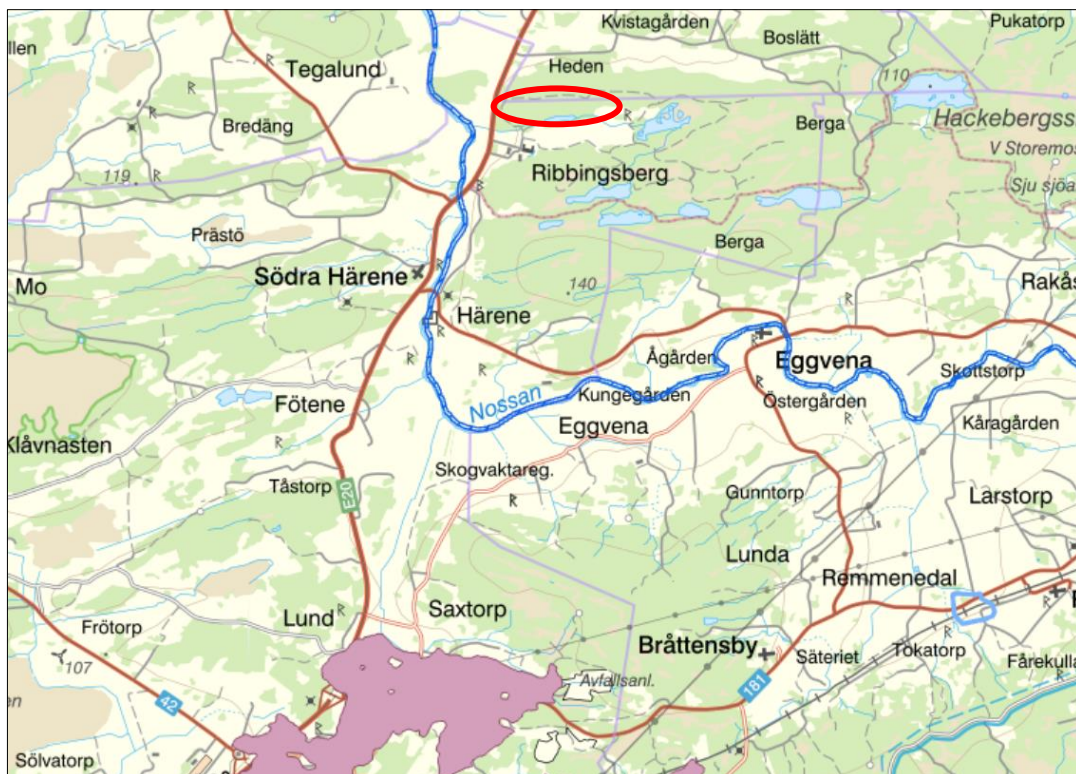 Kvistagården
Pukatorp
llen
Boslätt
Tegalund
Heden
110
Bredäng
Berga
Hackebergss
V Storemos
119
Ribbingsberg
Sju sjöa
Prästö
Berga
Södra Härene
Mo
140
Rakås
Härene
Ågården
Eggvena
Skottstorp
Nossan
Kungegården
Östergården
Fötene
Eggvena
Kåragården
Klåvnasten
Skogvaktareg.
Tåstorp
E20
Gunntorp
Larstorp
Lunda
Remmenedal
Lund
Saxtorp
Frötorp
Bråttensby
Säteriet
Tökatorp
Fårekulla
107
Avfallsanl.
181
42
Sölvatorp